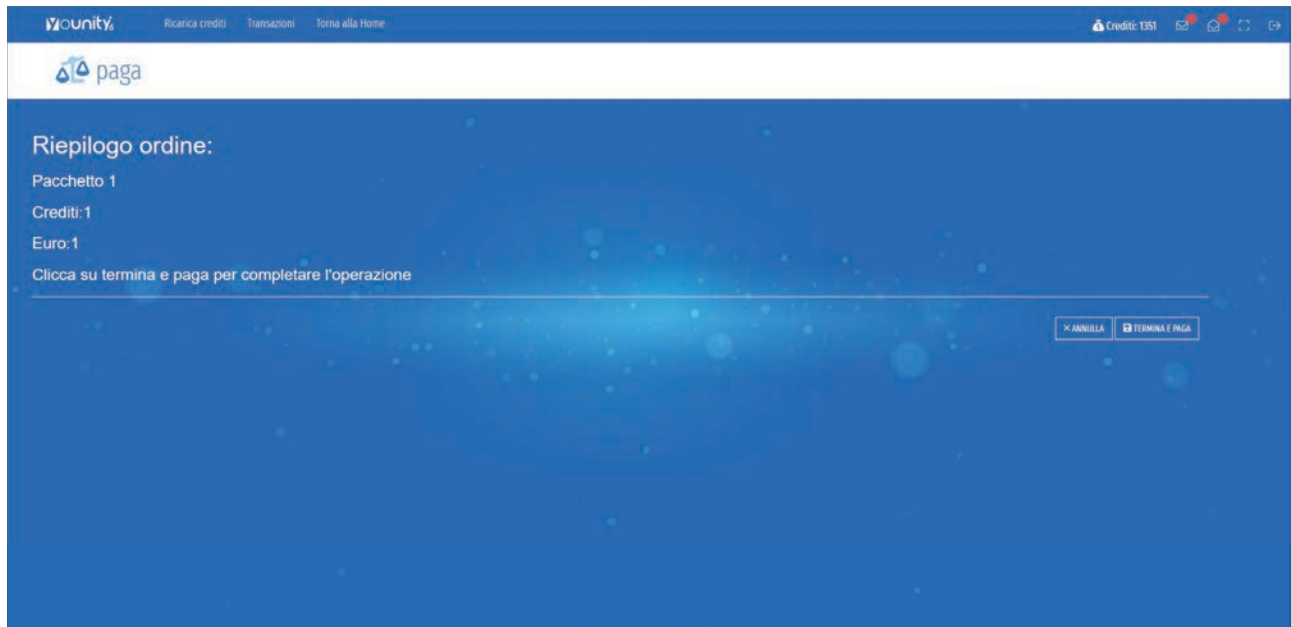 Younity
Ricarica crediti
Transazioni
Torna alla Home
Crediti: 1351
paga
Riepilogo ordine:
Pacchetto 1
Crediti:1
Euro:1
Clicca su termina e paga per completare l'operazione
× ANNULLA
TERMINA E PAGA